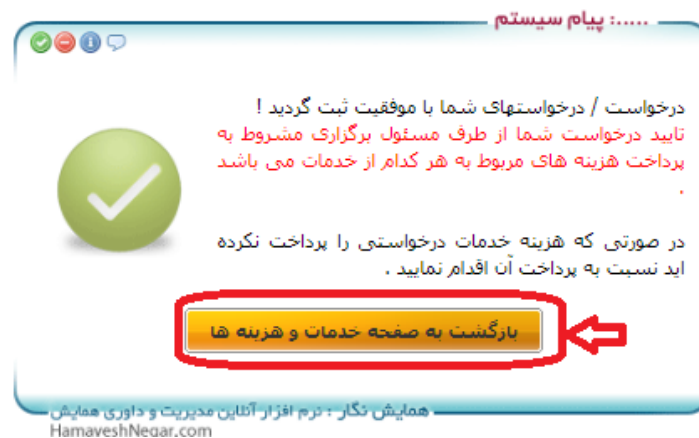 .....: پیام سیستم
درخواست / درخواستهای شما با موفقیت ثبت گردید !
تایید درخواست شما از طرف مسئول برگزاری مشروط به
پرداخت هزینه های مربوط به هر کدام از خدمات می باشد
.
در صورتی که هزینه خدمات درخواستی را پرداخت نکرده
اید نسبت به پرداخت آن اقدام نمایید .
بازگشت به صفحه خدمات و هزینه ها
همایش نگار : نرم افزار آنلاین مدیریت و داوری همایش
HamayeshNegar.com